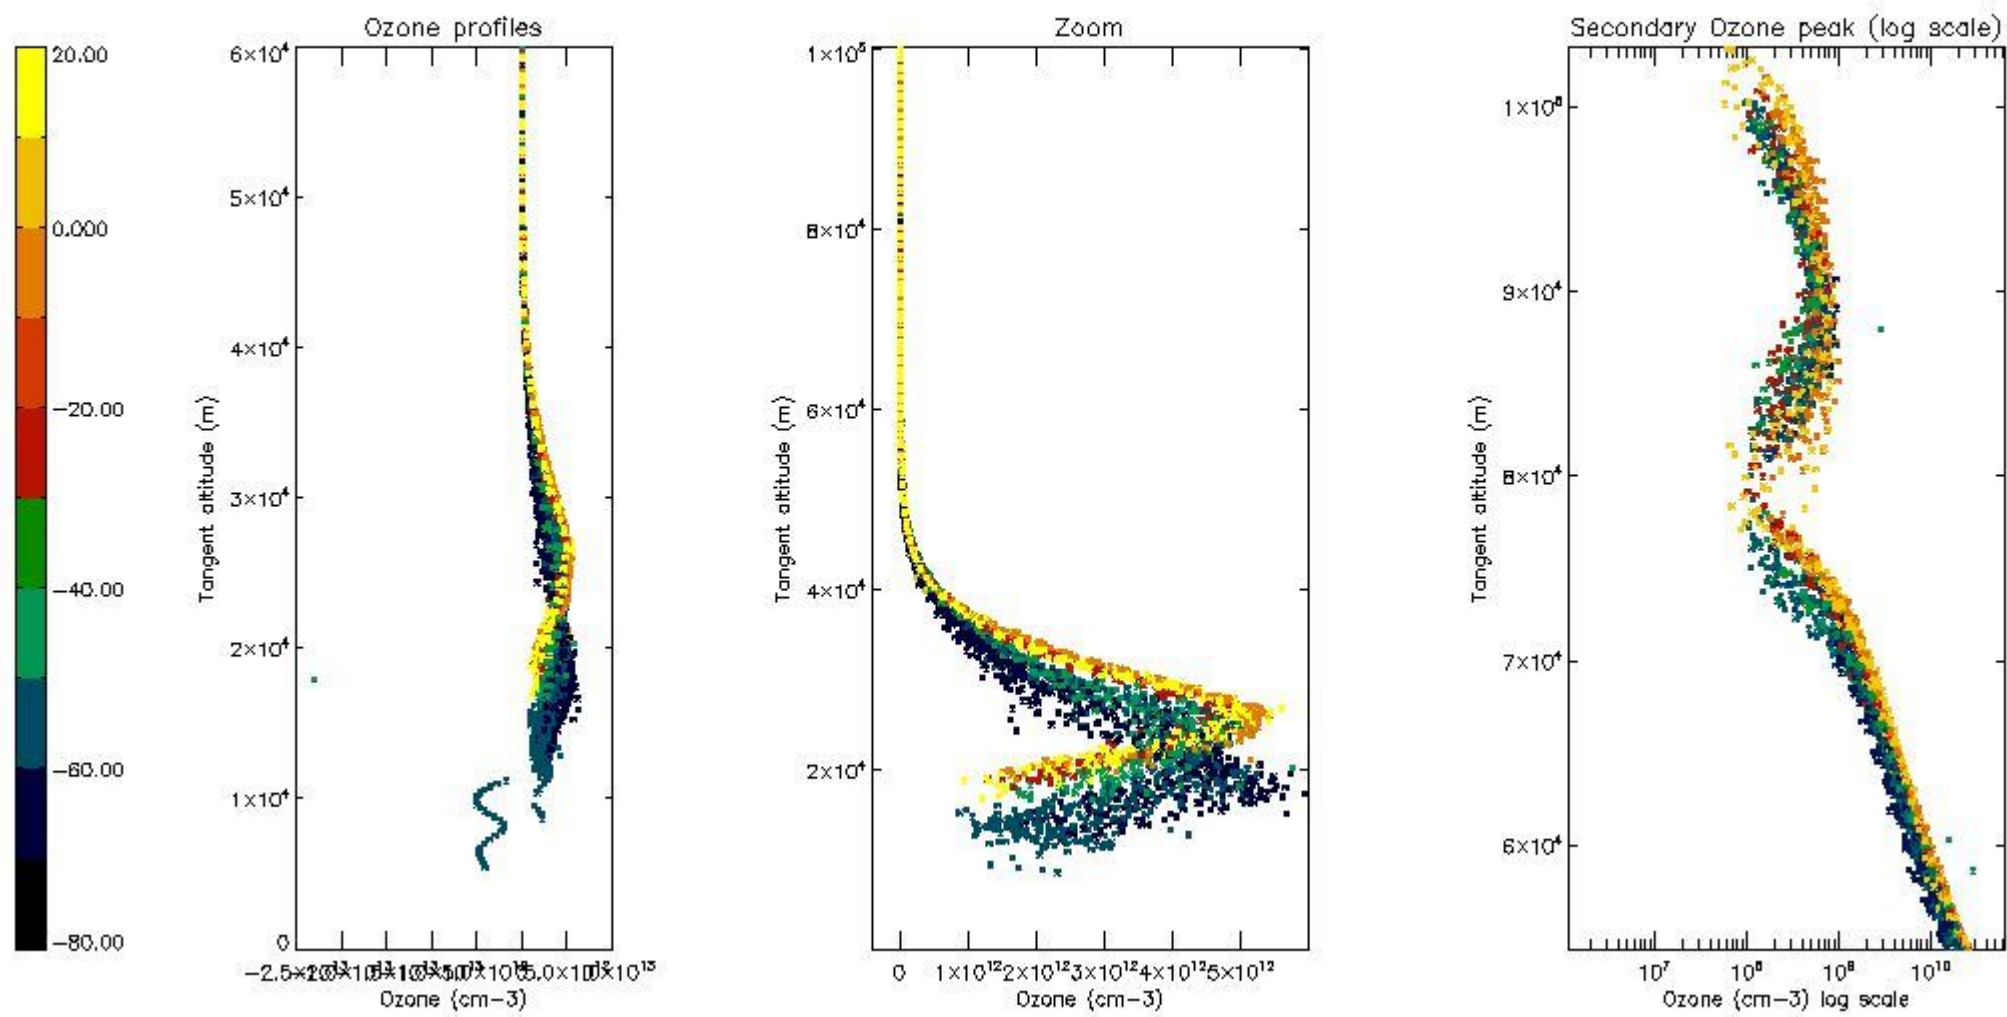 Ozone profiles
Zoom
Secondary Ozone peak (log scale)
20.00
0.000
−20.00
−40.00
−60.00
−80.00
6×10⁴
5×10⁴
4×10⁴
3×10⁴
2×10⁴
1×10⁴
0
Tangent altitude (m)
Ozone (cm−3)
1×10⁵
8×10⁴
6×10⁴
4×10⁴
2×10⁴
Tangent altitude (m)
0 1×10¹² 2×10¹² 3×10¹² 4×10¹² 5×10¹²
Ozone (cm−3)
9×10⁴
8×10⁴
7×10⁴
6×10⁴
Tangent altitude (m)
10⁷ 10⁸ 10⁹ 10¹⁰
Ozone (cm−3) log scale